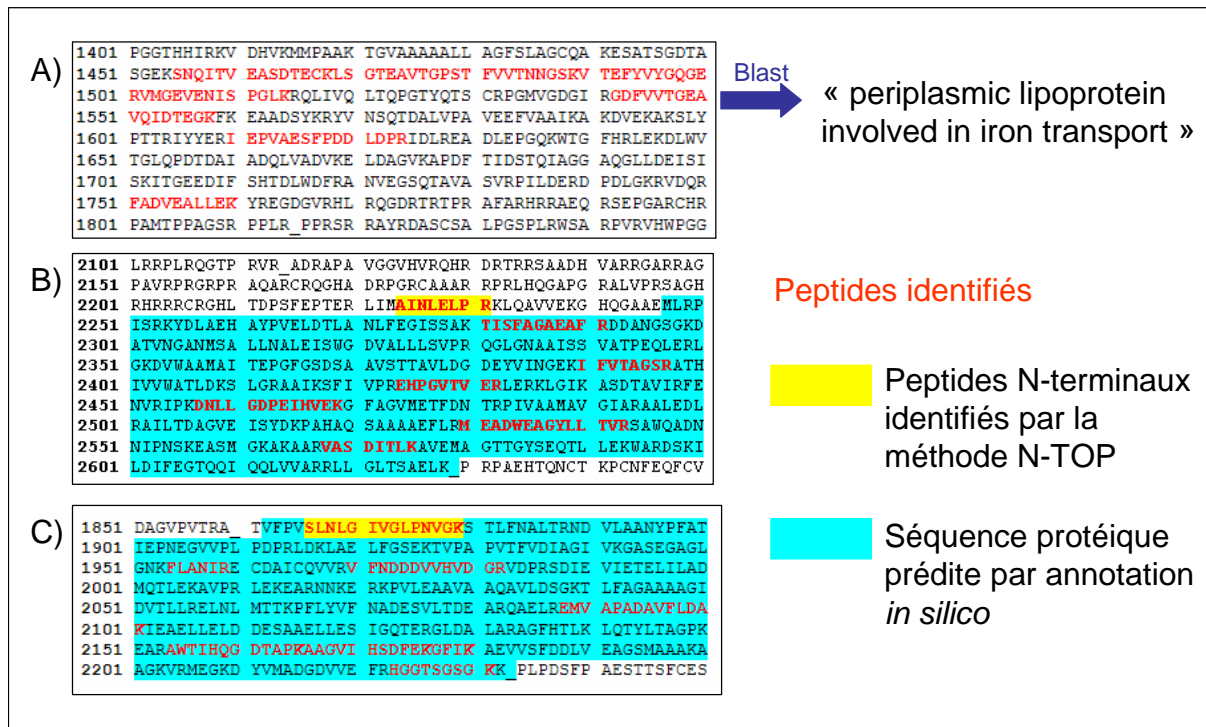 A)
1401 PGGTHHIRKV DHVKMMPAAK TGVAAAAALL AGFSLAGCQA KESATSGDTA
1451 SGEKSNQITV EASDTECKLS GTEAVTGPST FVVTNNGSKV TEFYVYGQGE
1501 RVMGEVENIS PGLKRQLIVQ LTQPGTYQTS CRPGMVGDGI RGDFVVTGEA
1551 VQIDTEGKFK EAADSYKRYV NSQTDALVPA VEEFVAAIKA KDVEKAKSLY
1601 PTTRIYYERI EPVAESFPDD LDPRIDLREA DLEPGQKWTG FHRLEKDLWV
1651 TGLQPDTDAI ADQLVADVKE LDAGVKAPDF TIDSTQIAGG AQGLLDEISI
1701 SKITGEEDIF SHTDLWDFRA NVEGSQTAVA SVRPILDERD PDLGKRVDQR
1751 FADVEALLEK YREGDGVRHL RQGDRTRTPR AFARHRRAEQ RSEPGARCHR
1801 PAMTPPAGSR PPLR_PPRSR RAYRDASCSA LPGSPLRWSA RPVRVHWPGG
Blast
« periplasmic lipoprotein
involved in iron transport »
B)
2101 LRRPLRQGTP RVR_ADRAPA VGGVHVRQHR DRTRRSAADH VARRGARRAG
2151 PAVRPRGRPR AQARCRQGHA DRPGRCAAAR RPRLHQGAPG RALVPRSAGH
2201 RHRRRCRGHL TDPSFEPTER LIMAINLELP RKLQAVVEKG HQGAAEMLRP
2251 ISRKYDLAEH AYPVELDTLA NLFEGISSAK TISFAGAEAF RDDANGSGKD
2301 ATVNGANMSA LLNALEISWG DVALLLSVPR QGLGNAAISS VATPEQLERL
2351 GKDVWAAMAI TEPGFGSDSA AVSTTAVLDG DEYVINGEKI FVTAGSRATH
2401 IVVWATLDKS LGRAAIKSFI VPREHPGVTV ERLERKLGIK ASDTAVIRFE
2451 NVRIPKDNLL GDPEIHVEKG FAGVMETFDN TRPIVAAMAV GIARAALEDL
2501 RAILTDAGVE ISYDKPAHAQ SAAAAEFLRM EADWEAGYLL TVRSAWQADN
2551 NIPNSKEASM GKAKAARVAS DITLKAVEMA GTTGYSEQTL LEKWARDSKI
2601 LDIFEGTQQI QQLVVARRLL GLTSAELK_P RPAEHTQNCT KPCNFEQFCV
Peptides identifiés
Peptides N-terminaux
identifiés par la
méthode N-TOP
Séquence protéique
prédite par annotation
in silico
C)
1851 DAGVPVTRA_ TVFPVSLNLG IVGLPNVGKS TLFNALTRND VLAANYPFAT
1901 IEPNEGVVPL PDPRLDKLAE LFGSEKTVPA PVTFVDIAGI VKGASEGAGL
1951 GNKFLANIRE CDAICQVVRV FNDDDVVHVD GRVDPRSDIE VIETELILAD
2001 MQTLEKAVPR LEKEARNNKE RKPVLEAAVA AQAVLDSGKT LFAGAAAAGI
2051 DVTLLRELNL MTTKPFLYVF NADESVLTDE ARQAELREMV APADAVFLDA
2101 KIEAELLELD DESAAELLES IGQTERGLDA LARAGFHTLK LQTYLTAGPK
2151 EARAWTIHQG DTAPKAAGVI HSDFEKGFIK AEVVSFDDLV EAGSMAAAKA
2201 AGKVRMEGKD YVMADGDVVE FRHGGTSGSG KK_PLPDSFP AESTTSFCES